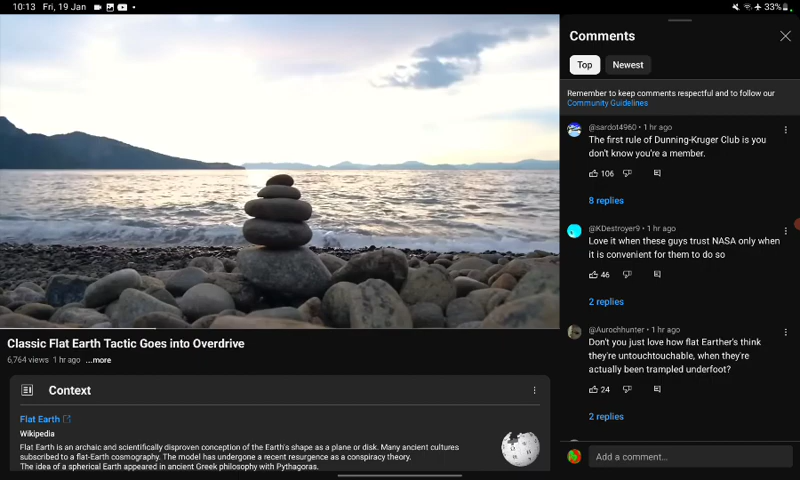 10:13 Fri, 19 Jan
33%
Classic Flat Earth Tactic Goes into Overdrive
6,764 views 1 hr ago ...more
Context
Flat Earth
Wikipedia
Flat Earth is an archaic and scientifically disproven conception of the Earth's shape as a plane or disk. Many ancient cultures
subscribed to a flat-Earth cosmography. The model has undergone a recent resurgence as a conspiracy theory.
The idea of a spherical Earth appeared in ancient Greek philosophy with Pythagoras.
Comments
Top Newest
Remember to keep comments respectful and to follow our
Community Guidelines
@sardot4960 • 1 hr ago
The first rule of Dunning-Kruger Club is you
don't know you're a member.
106
8 replies
@KDestroyer9 • 1 hr ago
Love it when these guys trust NASA only when
it is convenient for them to do so
46
2 replies
@Aurochhunter • 1 hr ago
Don't you just love how flat Earther's think
they're untouchtouchable, when they're
actually been trampled underfoot?
24
2 replies
Add a comment...